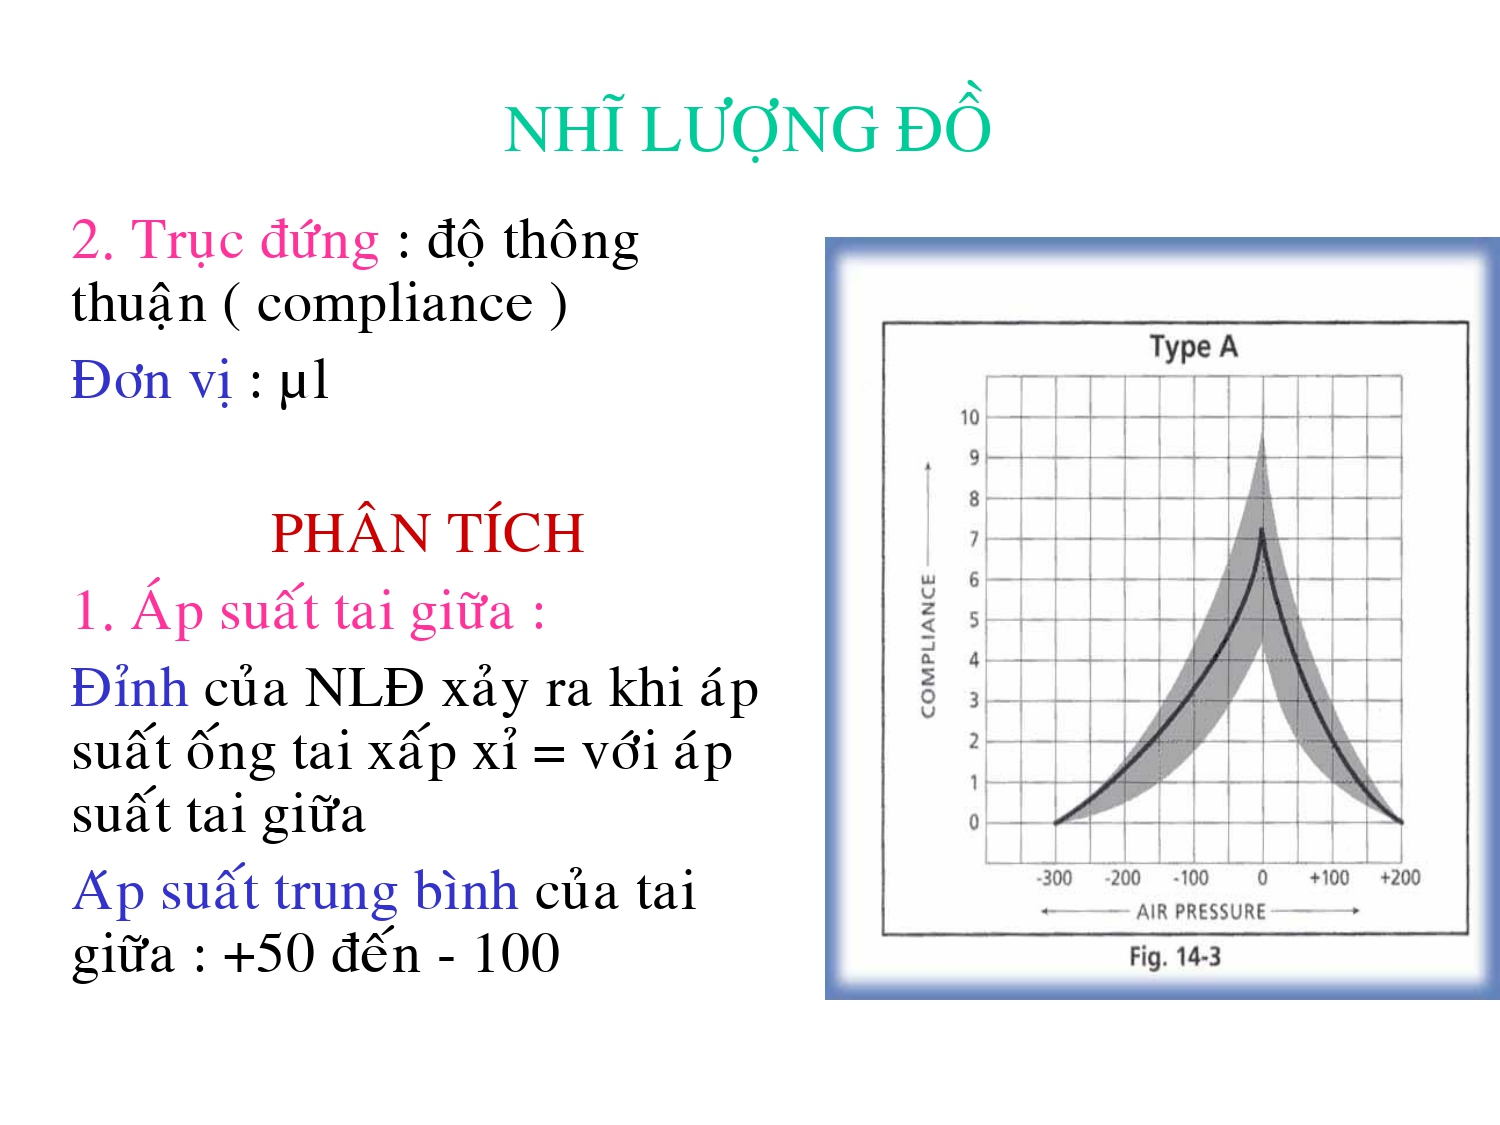 NHĨ LƯỢNG ĐỒ
2. Trục đứng : độ thông
thuận ( compliance )
Đơn vị : µl
PHÂN TÍCH
1. Áp suất tai giữa :
Đỉnh của NLĐ xảy ra khi áp
suất ống tai xấp xỉ = với áp
suất tai giữa
Áp suất trung bình của tai
giữa : +50 đến - 100
Type A
10
9
8
7
6
5
4
3
2
1
0
COMPLIANCE
-300 -200 -100 0 +100 +200
AIR PRESSURE
Fig. 14-3